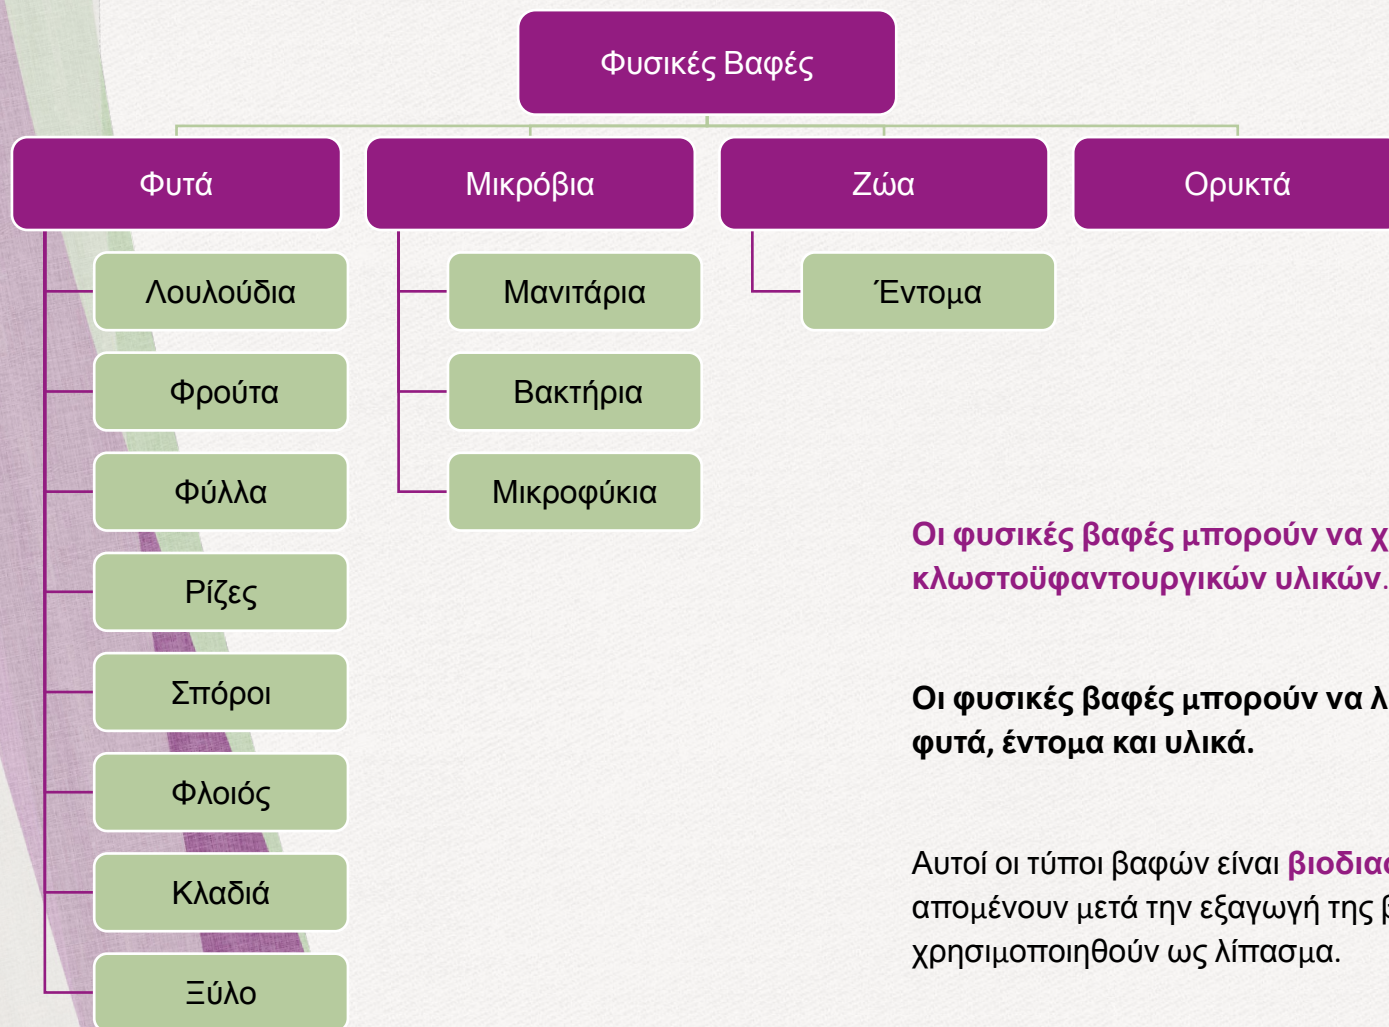 Φυσικές Βαφές
Φυτά
Λουλούδια
Φρούτα
Φύλλα
Ρίζες
Σπόροι
Φλοιός
Κλαδιά
Ξύλο
Μικρόβια
Μανιτάρια
Βακτήρια
Μικροφύκια
Ζώα
Έντομα
Ορυκτά
Οι φυσικές βαφές μπορούν να
κλωστοϋφαντουργικών υλικών.
Οι φυσικές βαφές μπορούν να
φυτά, έντομα και υλικά.
Αυτοί οι τύποι βαφών είναι
απομένουν μετά την εξαγωγή της
χρησιμοποιηθούν ως λίπασμα.